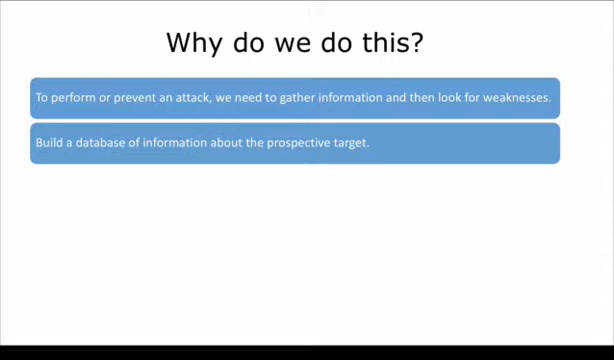 Why do we do this?
To perform or prevent an attack, we need to gather information and then look for weaknesses.
Build a database of information about the prospective target.